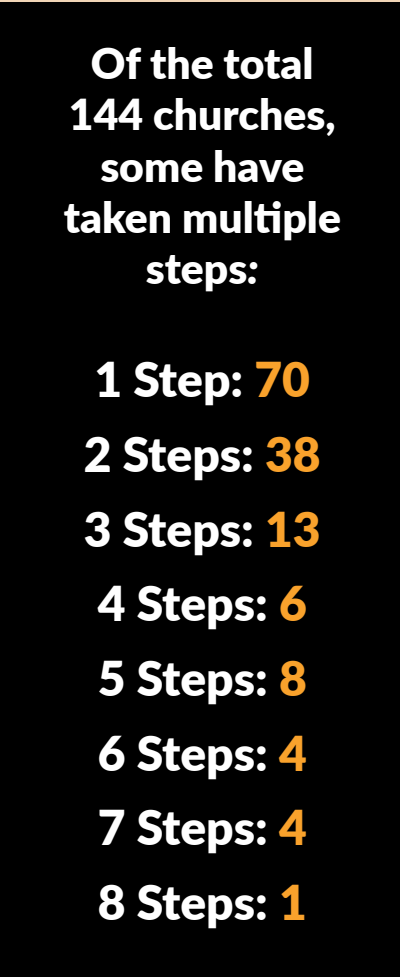 Of the total
144 churches,
some have
taken multiple
steps:
1 Step: 70
2 Steps: 38
3 Steps: 13
4 Steps: 6
5 Steps: 8
6 Steps: 4
7 Steps: 4
8 Steps: 1